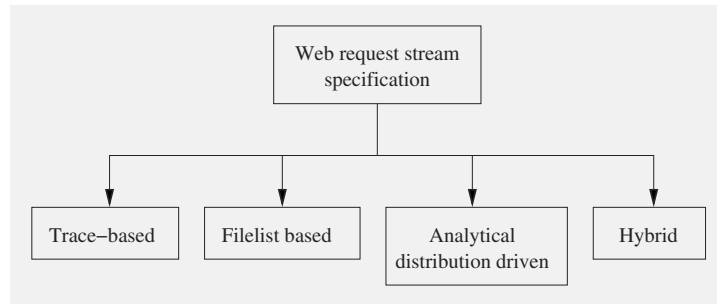 Web request stream
specification
Trace−based
Filelist based
Analytical
distribution driven
Hybrid